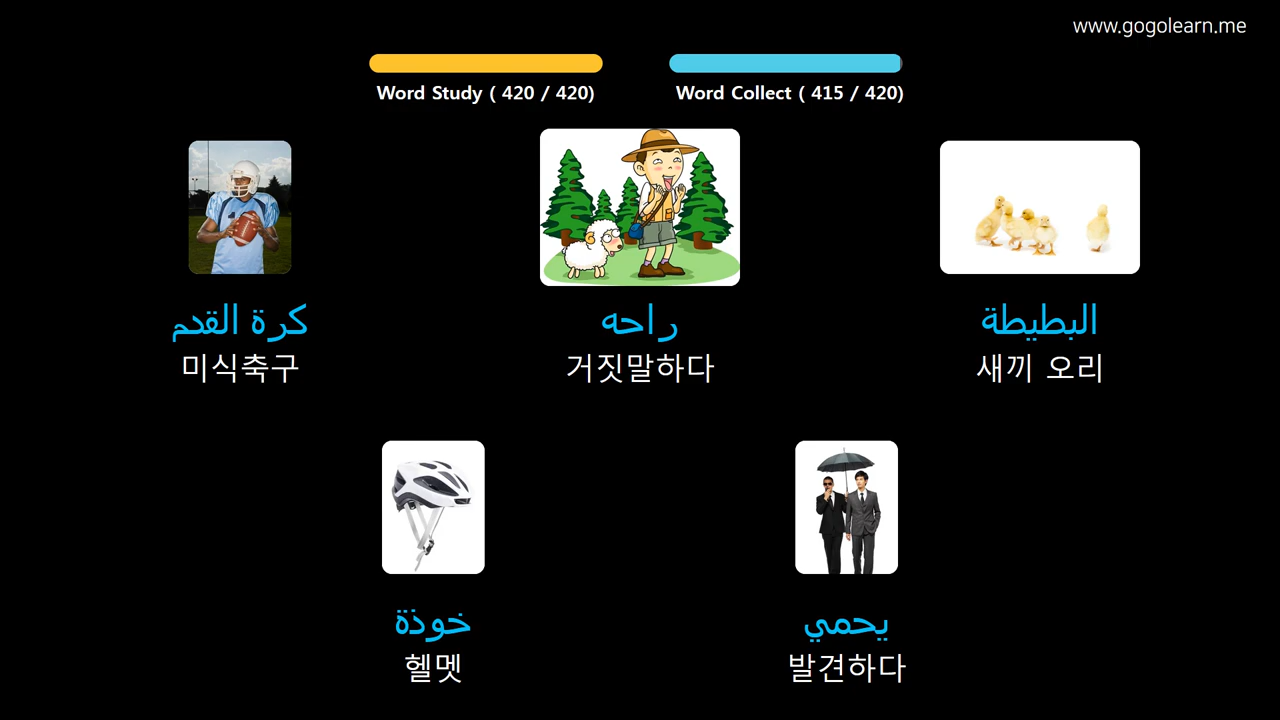 www.gogolearn.me
Word Study ( 420 / 420)
Word Collect ( 415 / 420)
كرة القدم
미식축구
راحه
거짓말하다
البطيطة
새끼 오리
خوذة
헬멧
يحمي
발견하다